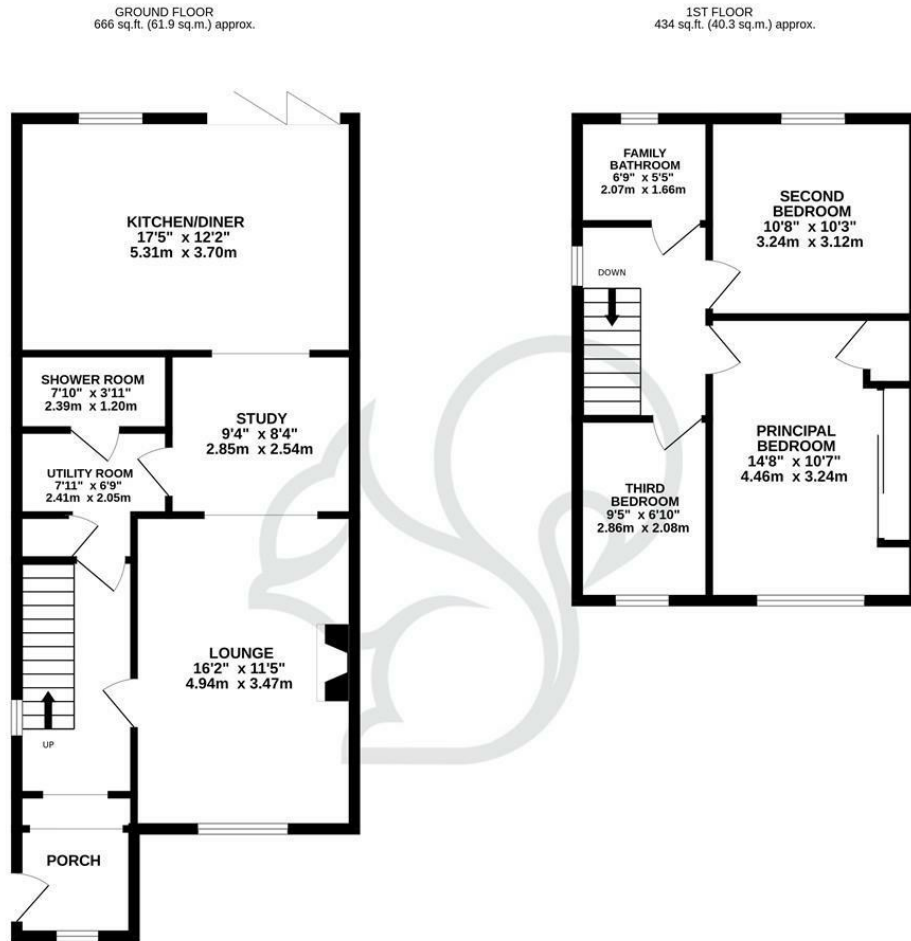 GROUND FLOOR
666 sq.ft. (61.9 sq.m.) approx.
KITCHEN/DINER
17'5" x 12'2"
5.31m x 3.70m
SHOWER ROOM
7'10" x 3'11"
2.39m x 1.20m
STUDY
9'4" x 8'4"
2.85m x 2.54m
UTILITY ROOM
7'11" x 6'9"
2.41m x 2.05m
LOUNGE
16'2" x 11'5"
4.94m x 3.47m
UP
PORCH
1ST FLOOR
434 sq.ft. (40.3 sq.m.) approx.
FAMILY
BATHROOM
6'9" x 5'5"
2.07m x 1.66m
SECOND
BEDROOM
10'8" x 10'3"
3.24m x 3.12m
DOWN
PRINCIPAL
BEDROOM
14'8" x 10'7"
4.46m x 3.24m
THIRD
BEDROOM
9'5" x 6'10"
2.86m x 2.08m